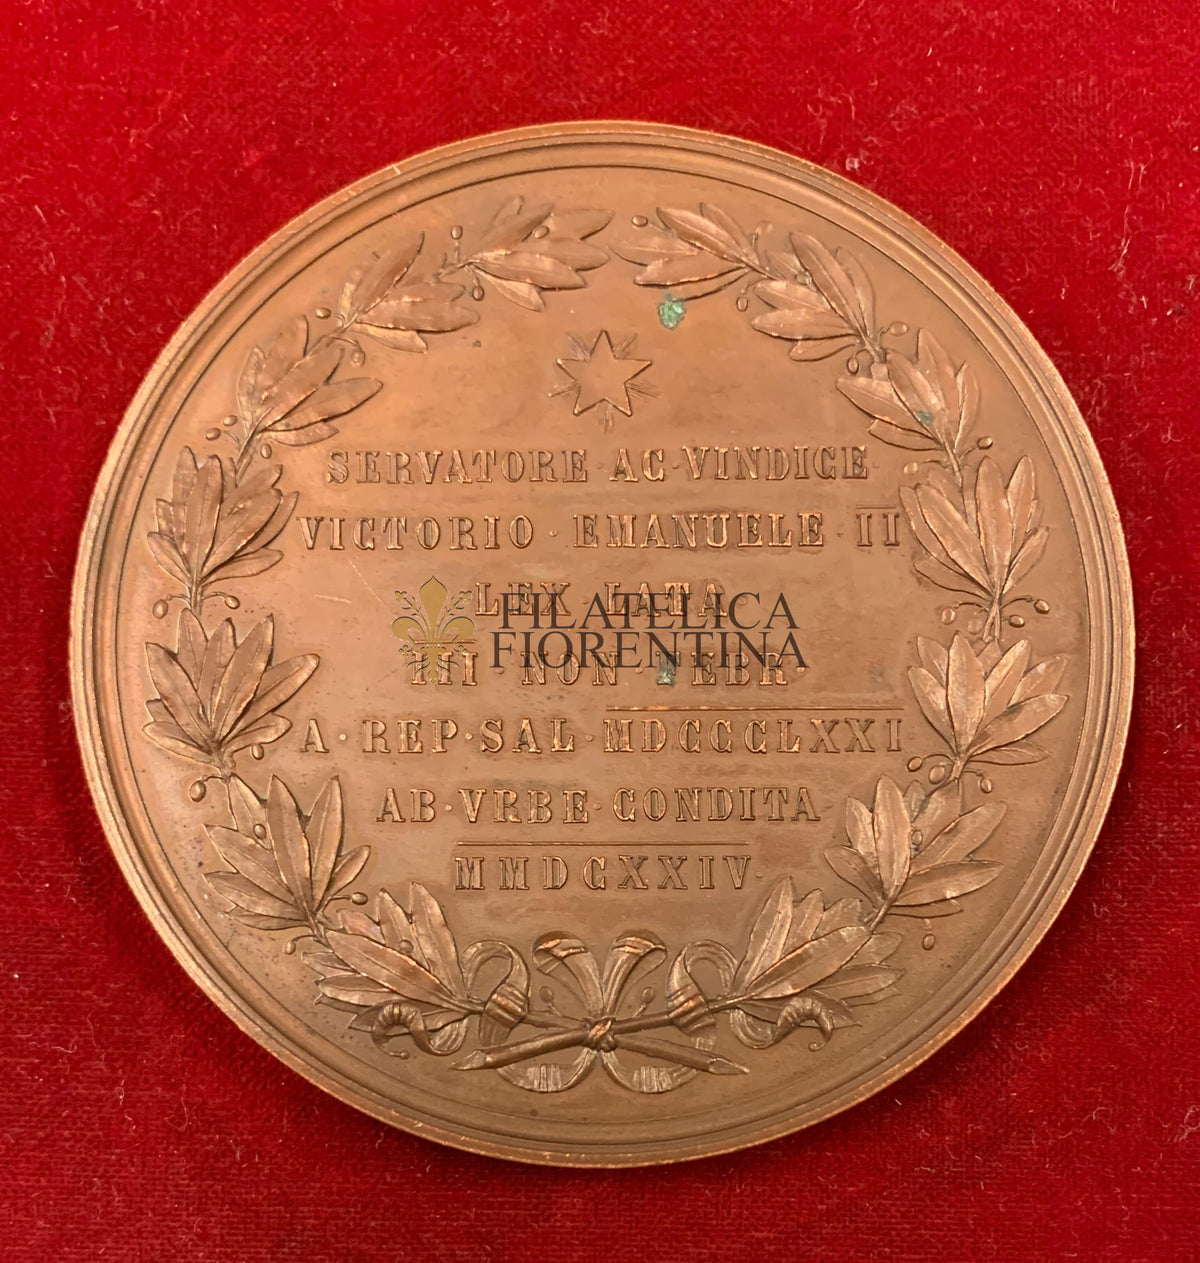 SERVATORE · AC · VINDICE
VICTORIO · EMANUELE II
LEX LATA
FILATELICA
FIORENTINA
III · NON · FEBR ·
A · REP · SAL MDCCCLXXI
AB · VRBE · CONDITA
MMDCXXIV ·